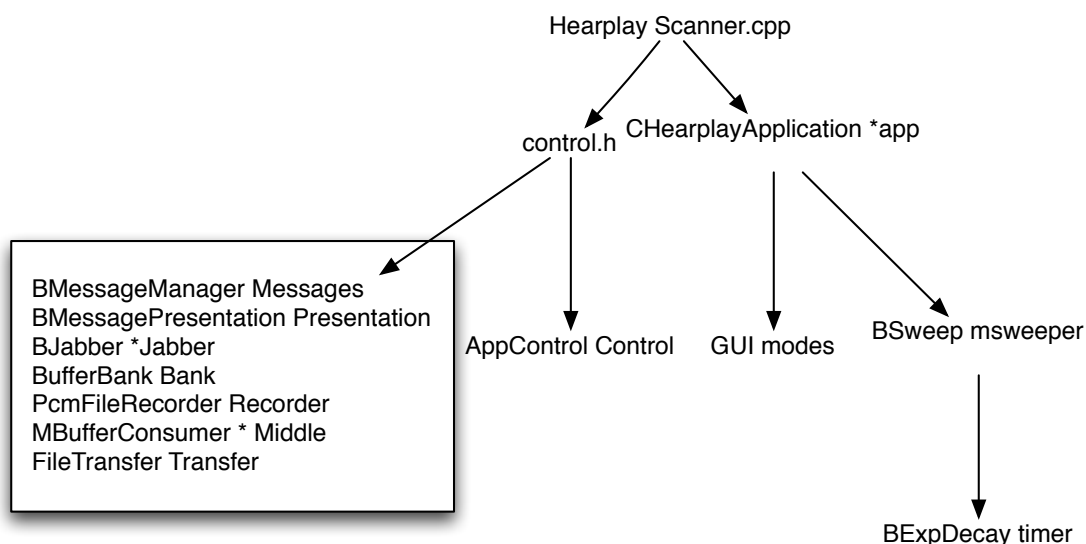 Hearplay Scanner.cpp
control.h
CHearplayApplication *app
BMessageManager Messages
BMessagePresentation Presentation
BJabber *Jabber
BufferBank Bank
PcmFileRecorder Recorder
MBufferConsumer * Middle
FileTransfer Transfer
AppControl Control
GUI modes
BSweep msweeper
BExpDecay timer